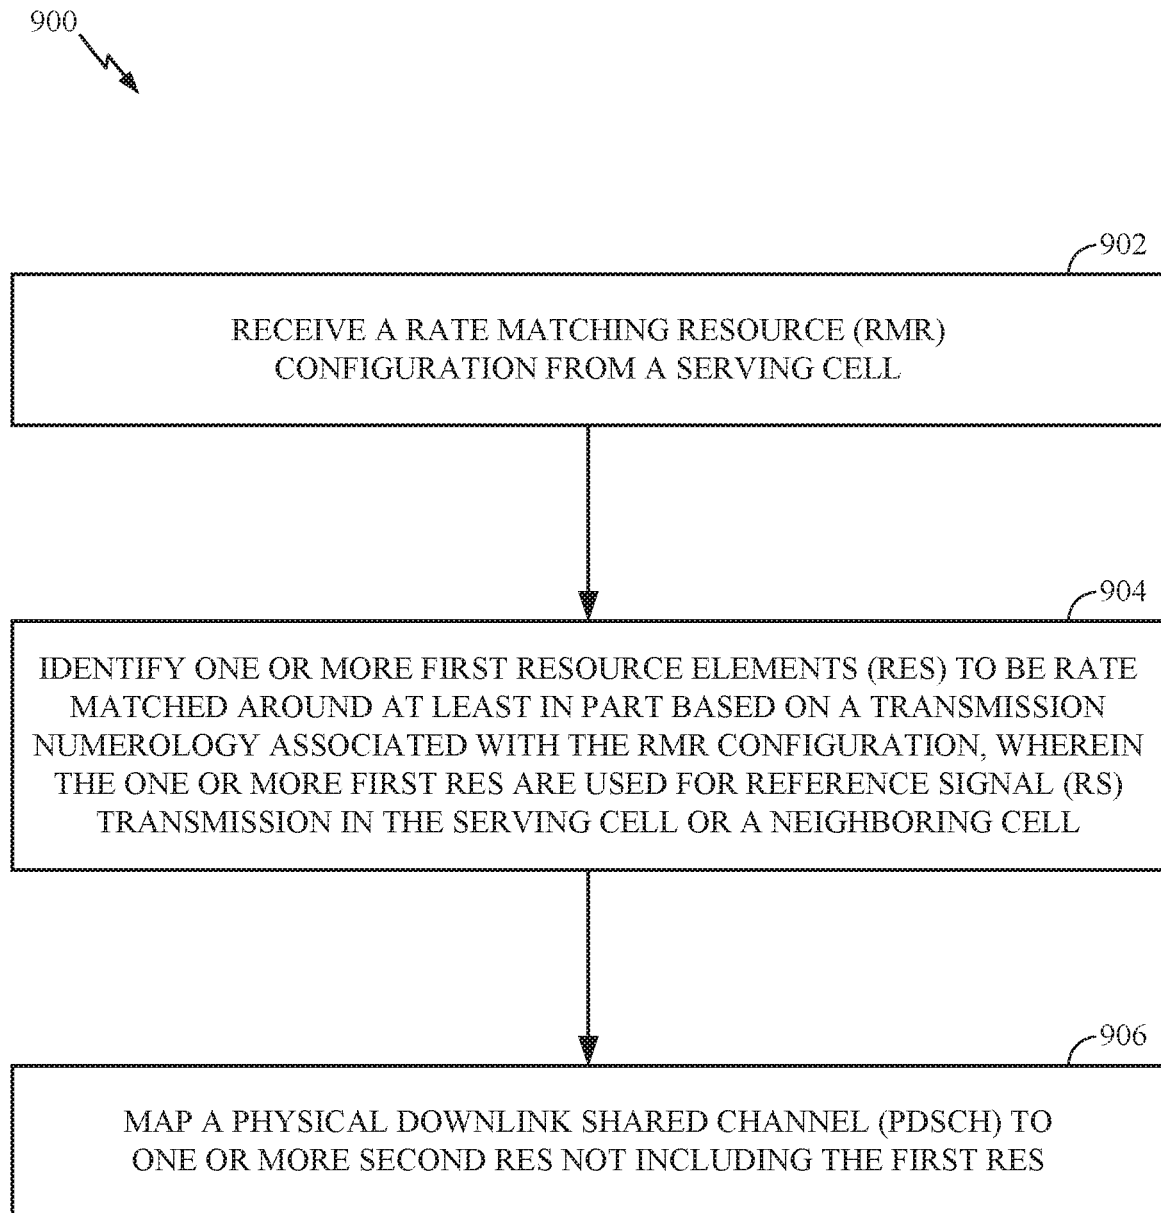 900
902
RECEIVE A RATE MATCHING RESOURCE (RMR)
CONFIGURATION FROM A SERVING CELL
904
IDENTIFY ONE OR MORE FIRST RESOURCE ELEMENTS (RES) TO BE RATE
MATCHED AROUND AT LEAST IN PART BASED ON A TRANSMISSION
NUMEROLOGY ASSOCIATED WITH THE RMR CONFIGURATION, WHEREIN
THE ONE OR MORE FIRST RES ARE USED FOR REFERENCE SIGNAL (RS)
TRANSMISSION IN THE SERVING CELL OR A NEIGHBORING CELL
906
MAP A PHYSICAL DOWNLINK SHARED CHANNEL (PDSCH) TO
ONE OR MORE SECOND RES NOT INCLUDING THE FIRST RES